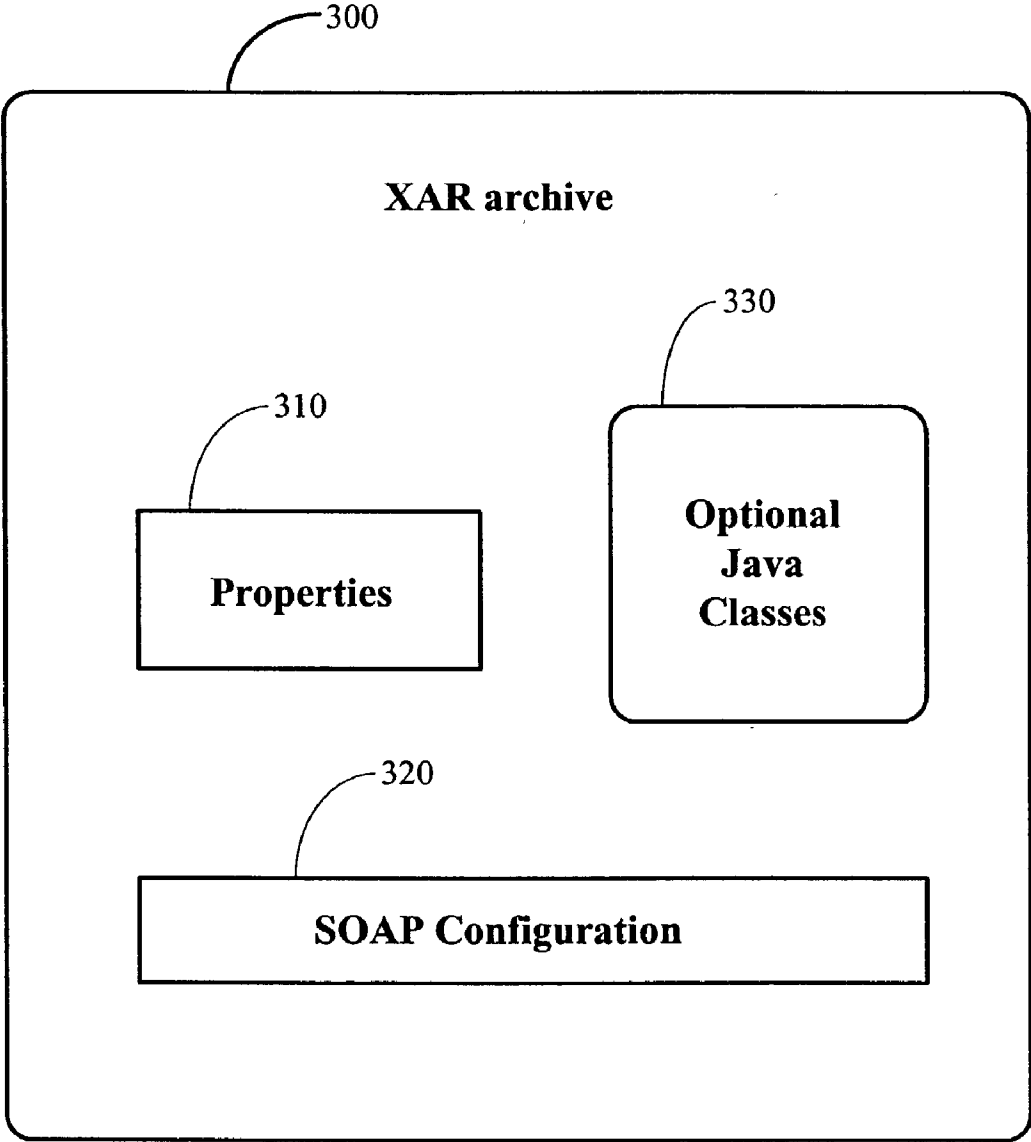 300
XAR archive
330
310
Optional
Java
Classes
Properties
320
SOAP Configuration